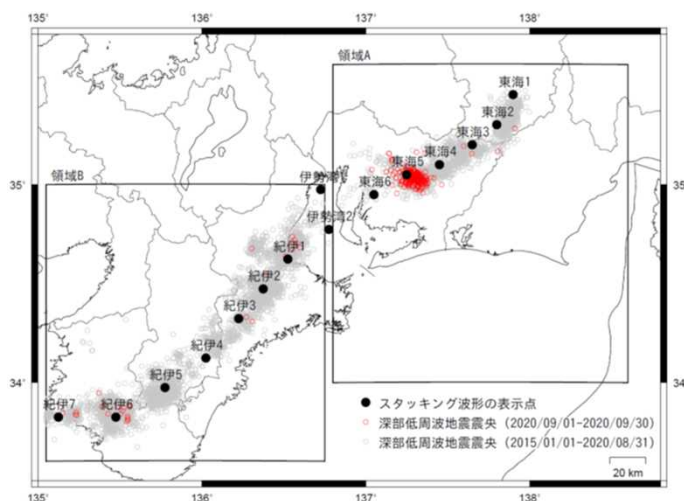 135° 136° 137° 138°
領域A
東海1
東海2
東海3
東海4
東海5
東海6
35° 35°
領域B
伊勢湾1
伊勢湾2
紀伊1
紀伊2
紀伊3
紀伊4
紀伊5
紀伊6
紀伊7
34° 34°
スタッキング波形の表示点
深部低周波地震震央 (2020/09/01-2020/09/30)
深部低周波地震震央 (2015/01/01-2020/08/31)
20 km
135° 136° 137° 138°